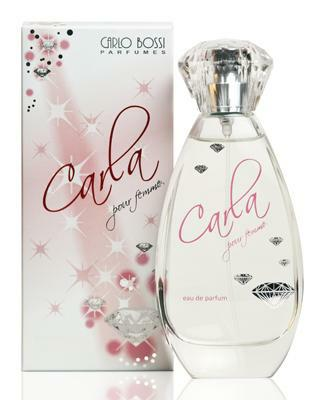 CARLO BOSSI
PARFUMES
Carla
pour femme
Carla
pour femme
eau de parfum